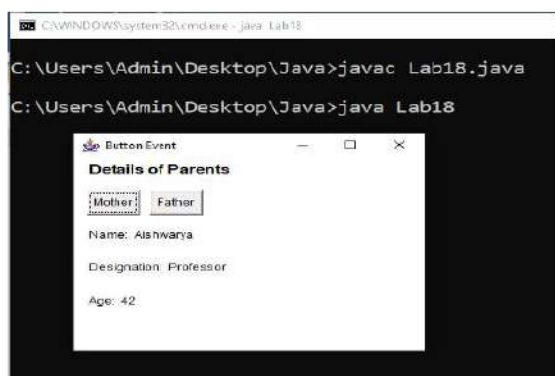 C:\WINDOWS\system32\cmd.exe - java Lab18
C:\Users\Admin\Desktop\Java>javac Lab18.java
C:\Users\Admin\Desktop\Java>java Lab18
Button Event
Details of Parents
Mother Father
Name: Aishwarya
Designation: Professor
Age: 42